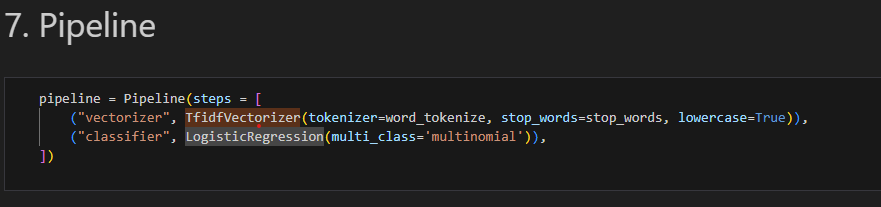 7. Pipeline
pipeline = Pipeline(steps = [
("vectorizer", TfidfVectorizer(tokenizer=word_tokenize, stop_words=stop_words, lowercase=True)),
("classifier", LogisticRegression(multi_class='multinomial')),
])